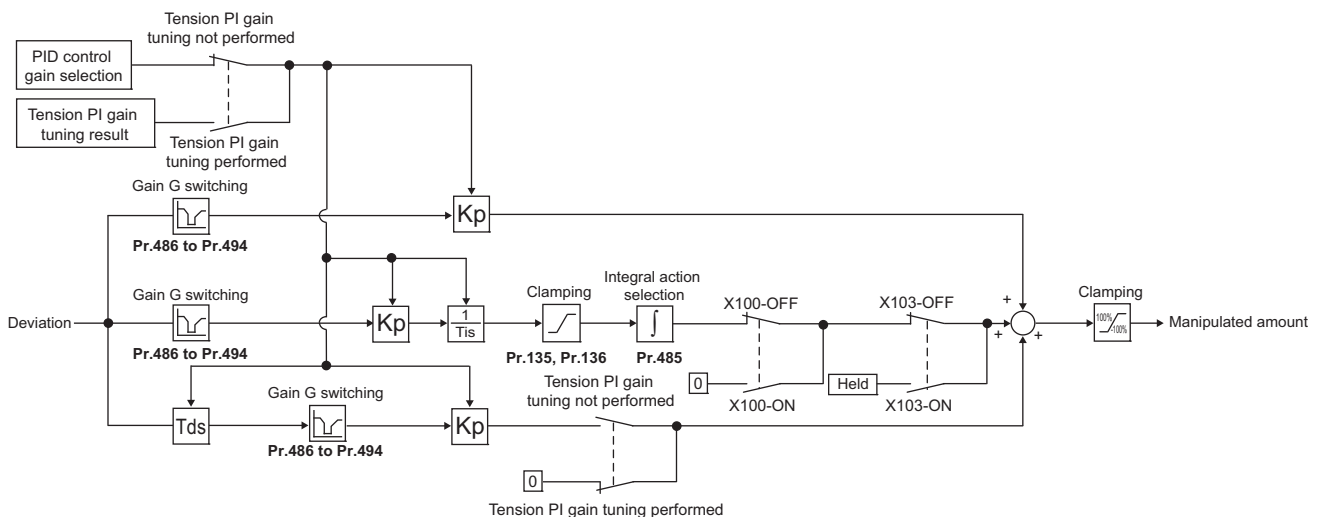 Tension PI gain
tuning not performed
PID control
gain selection
Tension PI gain
tuning result
Tension PI gain
tuning performed
Gain G switching
Kp
Pr.486 to Pr.494
Gain G switching
Kp
1
Tis
Clamping
Integral action
selection
∫
X100-OFF
X103-OFF
+
+
+
Clamping
100%
-100%
Deviation
Manipulated amount
Pr.486 to Pr.494
Pr.135, Pr.136
Pr.485
0
X100-ON
Held
X103-ON
Tension PI gain
tuning not performed
Gain G switching
Tds
Kp
Pr.486 to Pr.494
0
Tension PI gain tuning performed